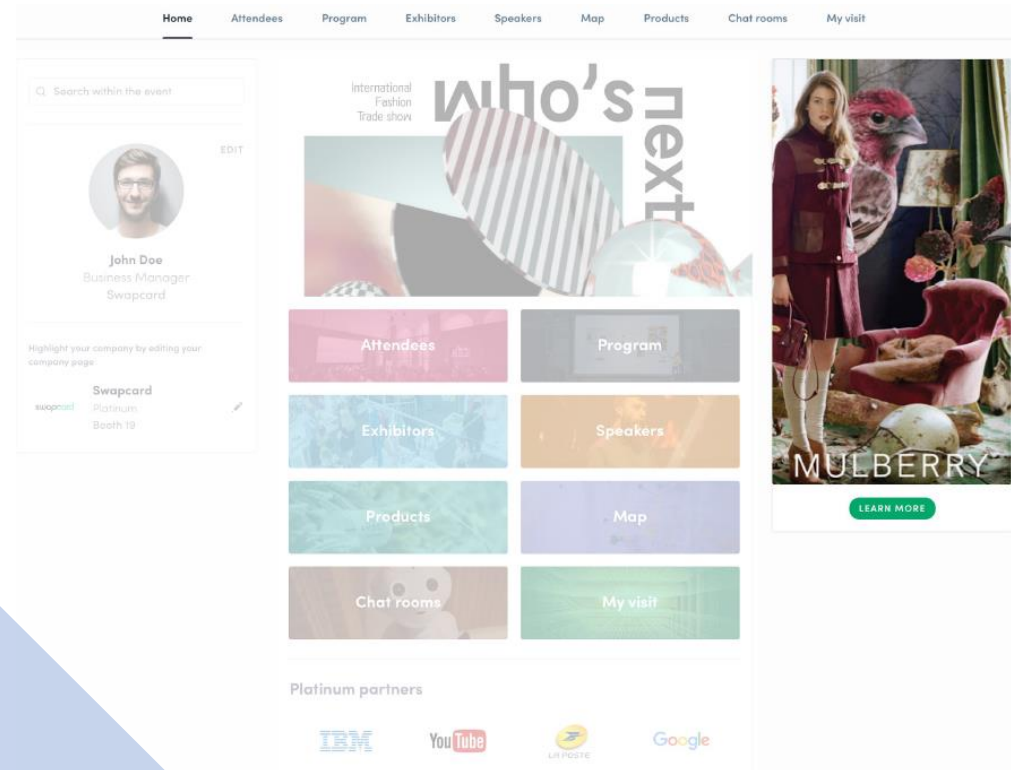 Home Attendees Program Exhibitors Speakers Map Products Chat rooms My visit
Search within the event
EDIT
John Doe
Business Manager
Swapcard
Highlight your company by editing your
company page
swapcard
Swapcard
Platinum
Booth 19
International
Fashion
Trade show
who's
next
Attendees
Program
Exhibitors
Speakers
Products
Map
Chat rooms
My visit
Platinum partners
IBM
YouTube
LA POSTE
Google
MULBERRY
LEARN MORE